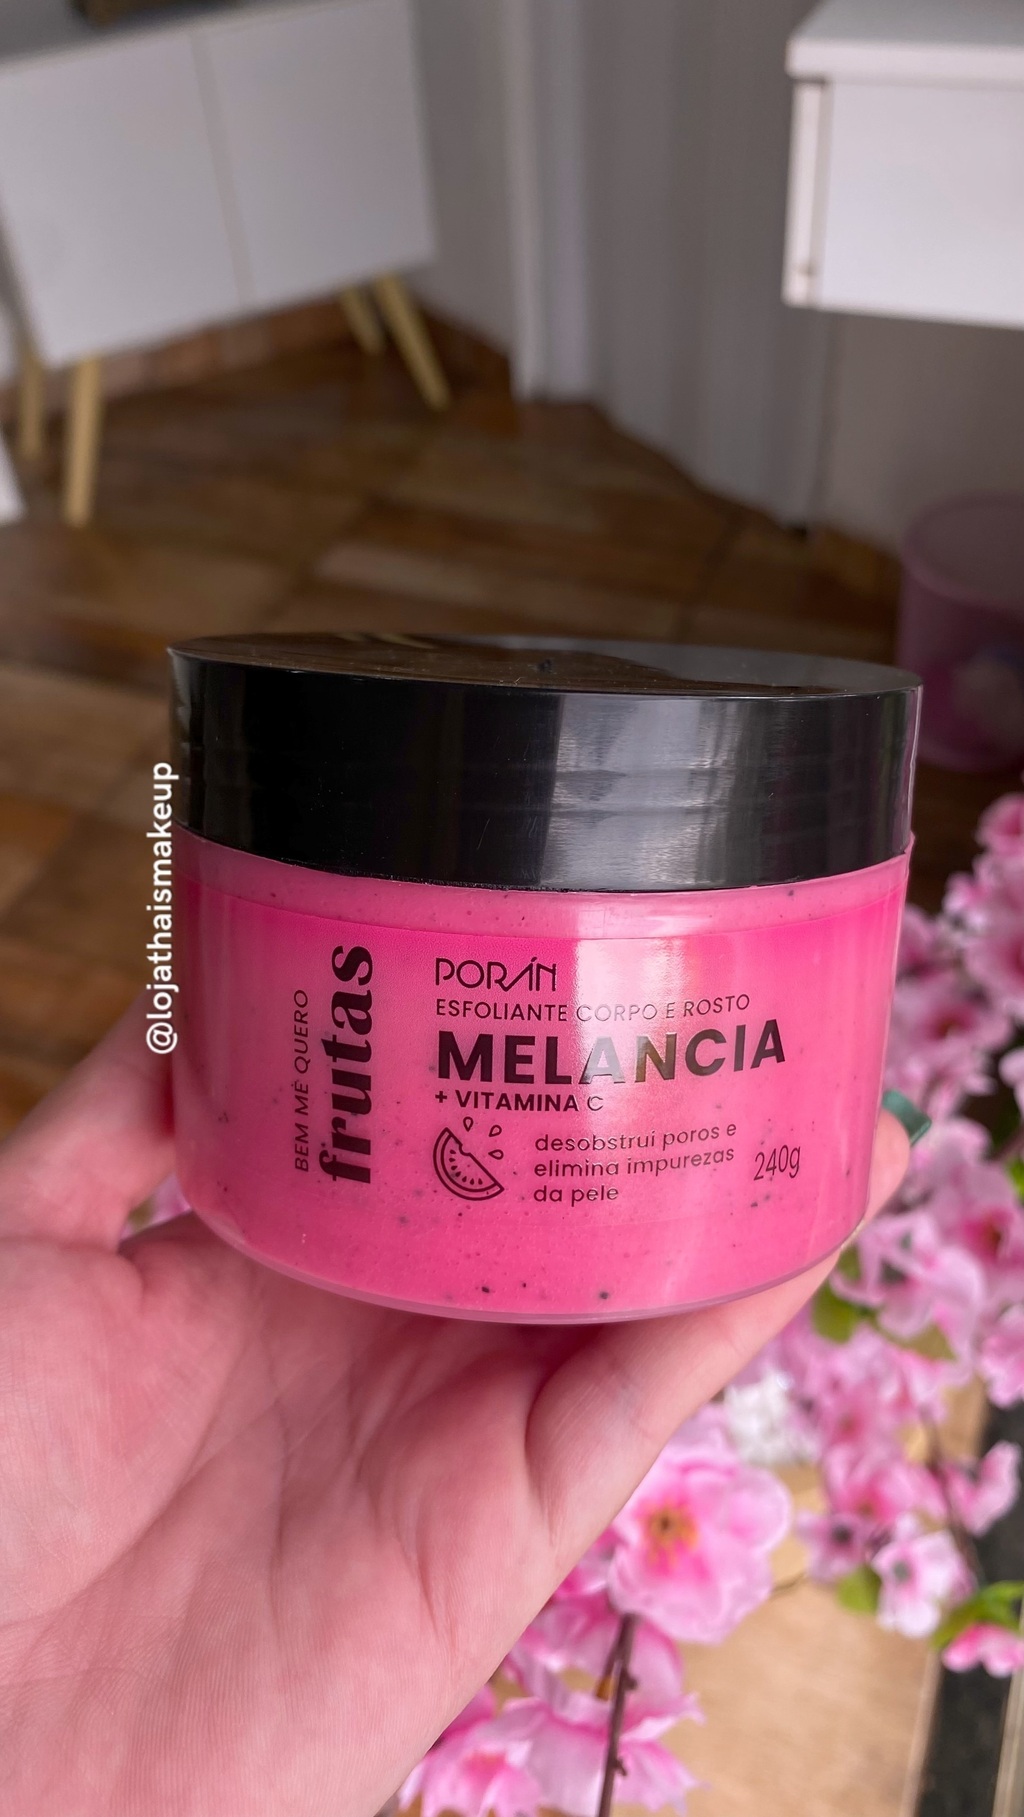 @lojathaismakeup
BEM ME QUERO
frutas
PORÁN
ESFOLIANTE CORPO E ROSTO
MELANCIA
+ VITAMINA C
desobstrui poros e
elimina impurezas
da pele
240g